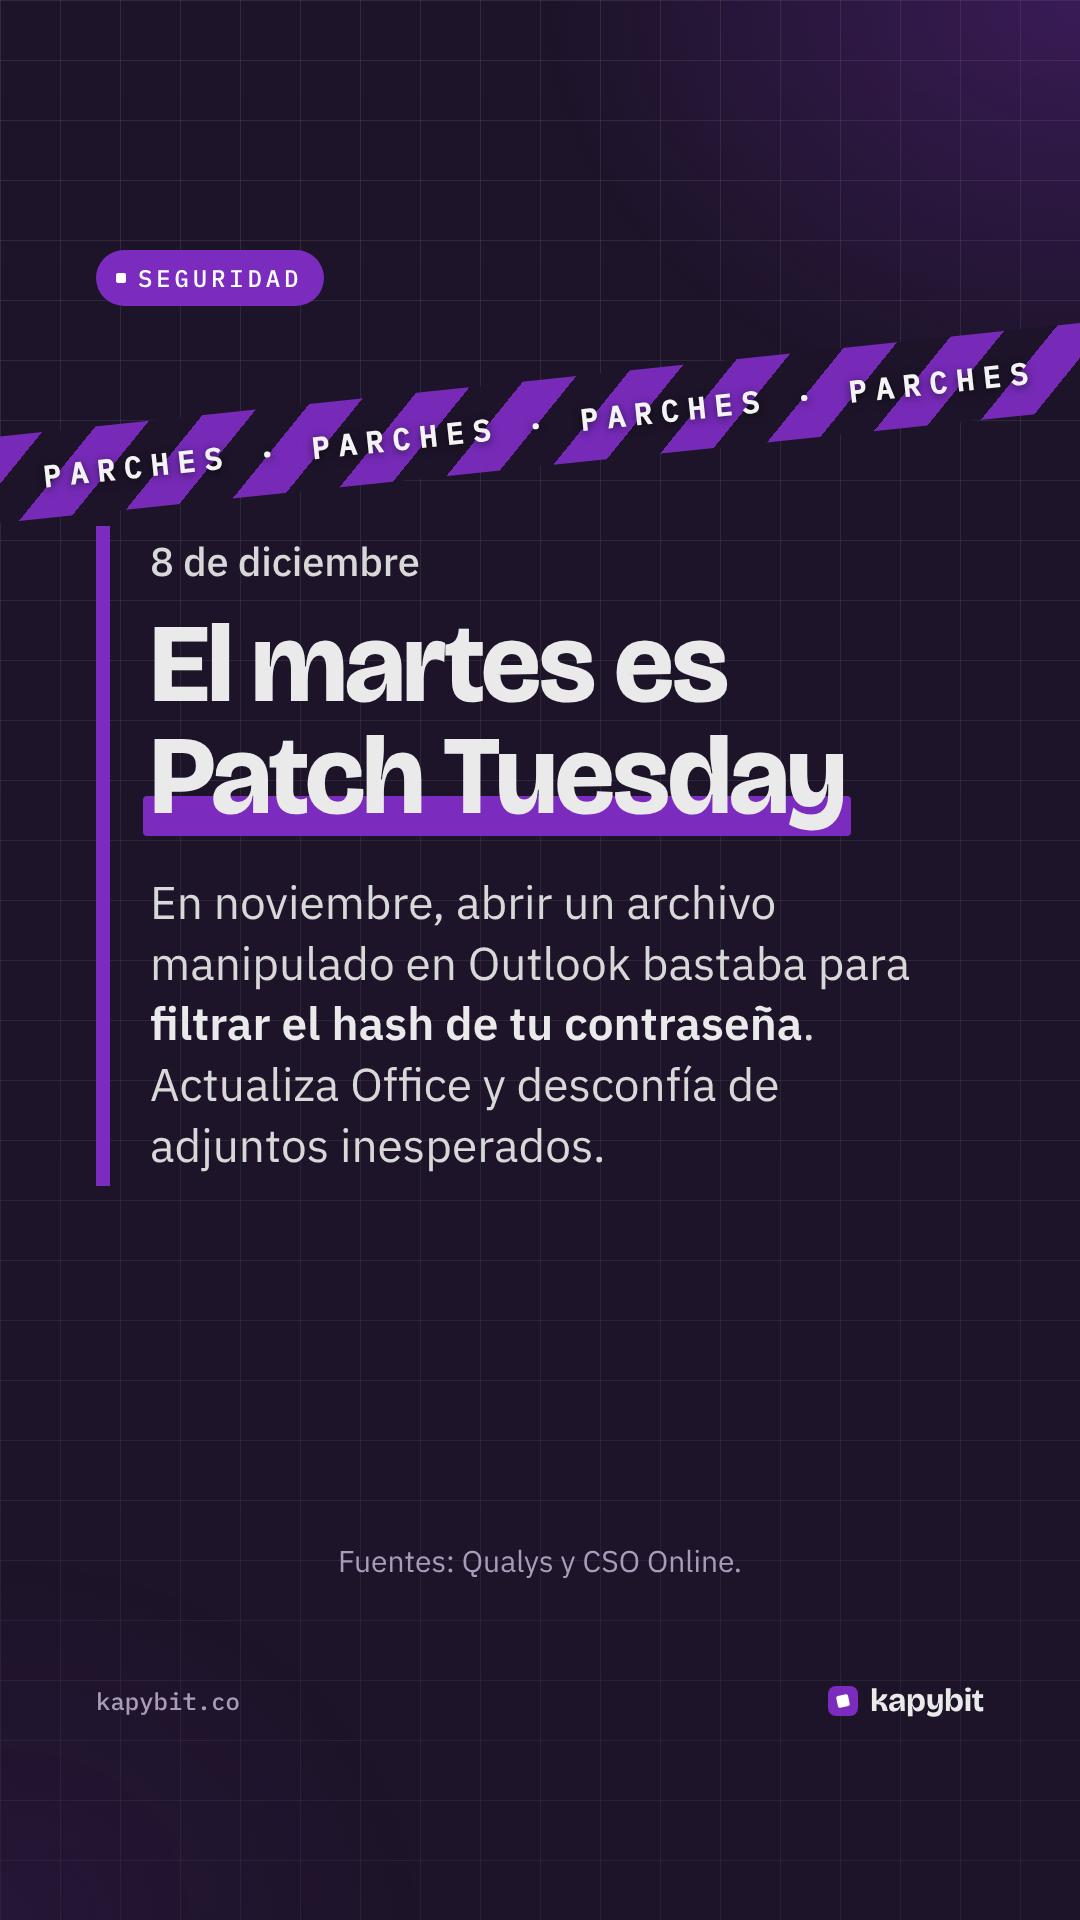 SEGURIDAD
PARCHES · PARCHES · PARCHES · PARCHES
8 de diciembre
El martes es
Patch Tuesday
En noviembre, abrir un archivo
manipulado en Outlook bastaba para
filtrar el hash de tu contraseña.
Actualiza Office y desconfía de
adjuntos inesperados.
Fuentes: Qualys y CSO Online.
kapybit.co
kapybit